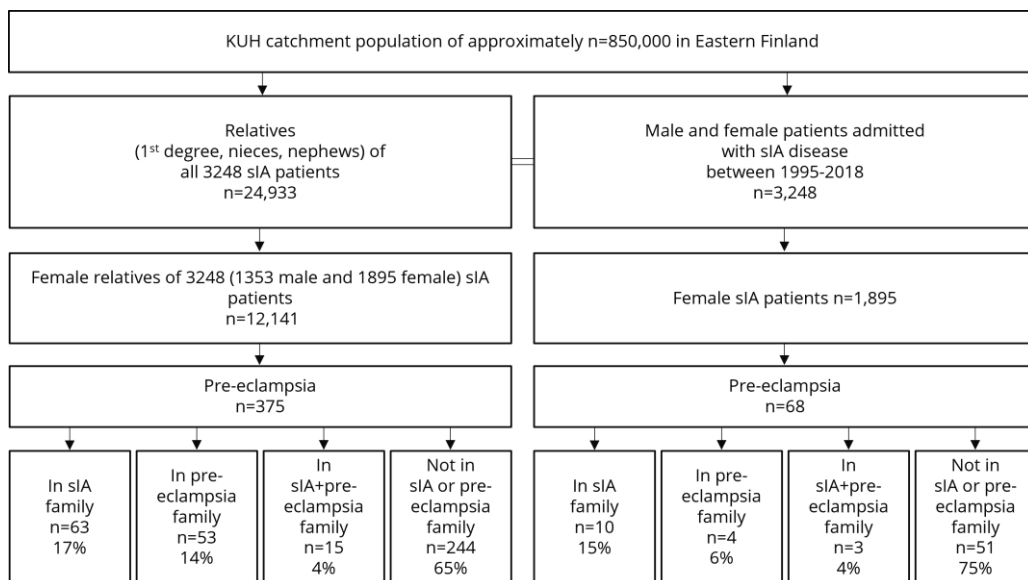 KUH catchment population of approximately n=850,000 in Eastern Finland
Relatives
(1st degree, nieces, nephews) of
all 3248 sIA patients
n=24,933
Male and female patients admitted
with sIA disease
between 1995-2018
n=3,248
Female relatives of 3248 (1353 male and 1895 female) sIA
patients
n=12,141
Female sIA patients n=1,895
Pre-eclampsia
n=375
Pre-eclampsia
n=68
In sIA
family
n=63
17%
In pre-
eclampsia
family
n=53
14%
In
sIA+pre-
eclampsia
family
n=15
4%
Not in
sIA or pre-
eclampsia
family
n=244
65%
In sIA
family
n=10
15%
In pre-
eclampsia
family
n=4
6%
In
sIA+pre-
eclampsia
family
n=3
4%
Not in
sIA or pre-
eclampsia
family
n=51
75%